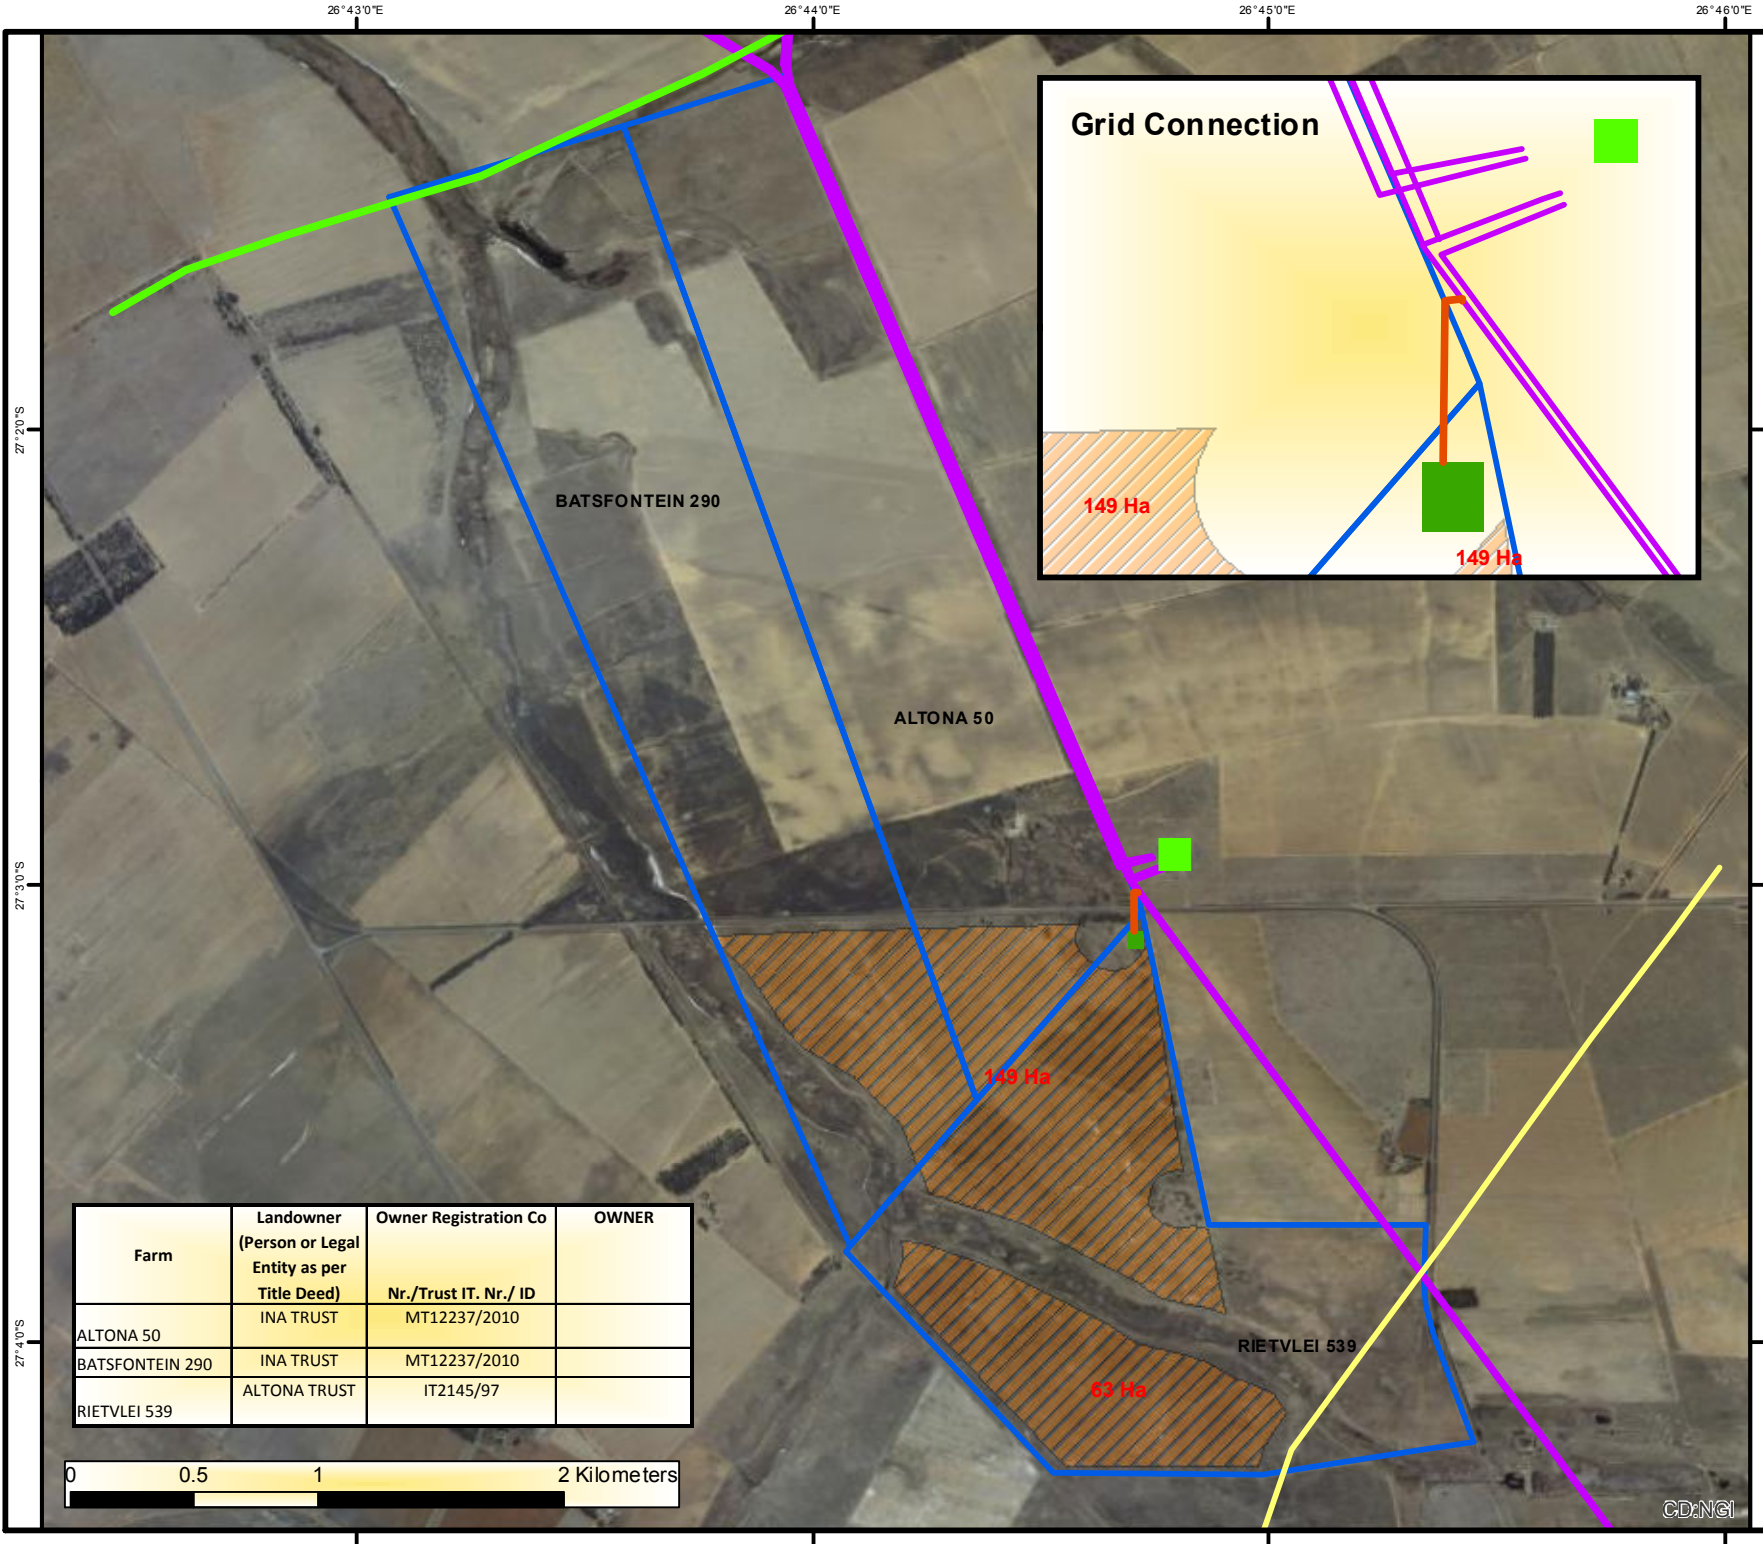 26°43'0"E
26°44'0"E
26°45'0"E
26°46'0"E
Grid Connection
149 Ha
149 Ha
27°2'0"S
BATSFONTEIN 290
ALTONA 50
27°3'0"S
149 Ha
27°4'0"S
RIETVLEI 539
63 Ha
Farm
Landowner
(Person or Legal
Entity as per
Title Deed)
Owner Registration Co
Nr./Trust IT. Nr./ ID
OWNER
ALTONA 50
INA TRUST
MT12237/2010
BATSFONTEIN 290
INA TRUST
MT12237/2010
RIETVLEI 539
ALTONA TRUST
IT2145/97
0 0.5 1 2 Kilometers
CD:NGI